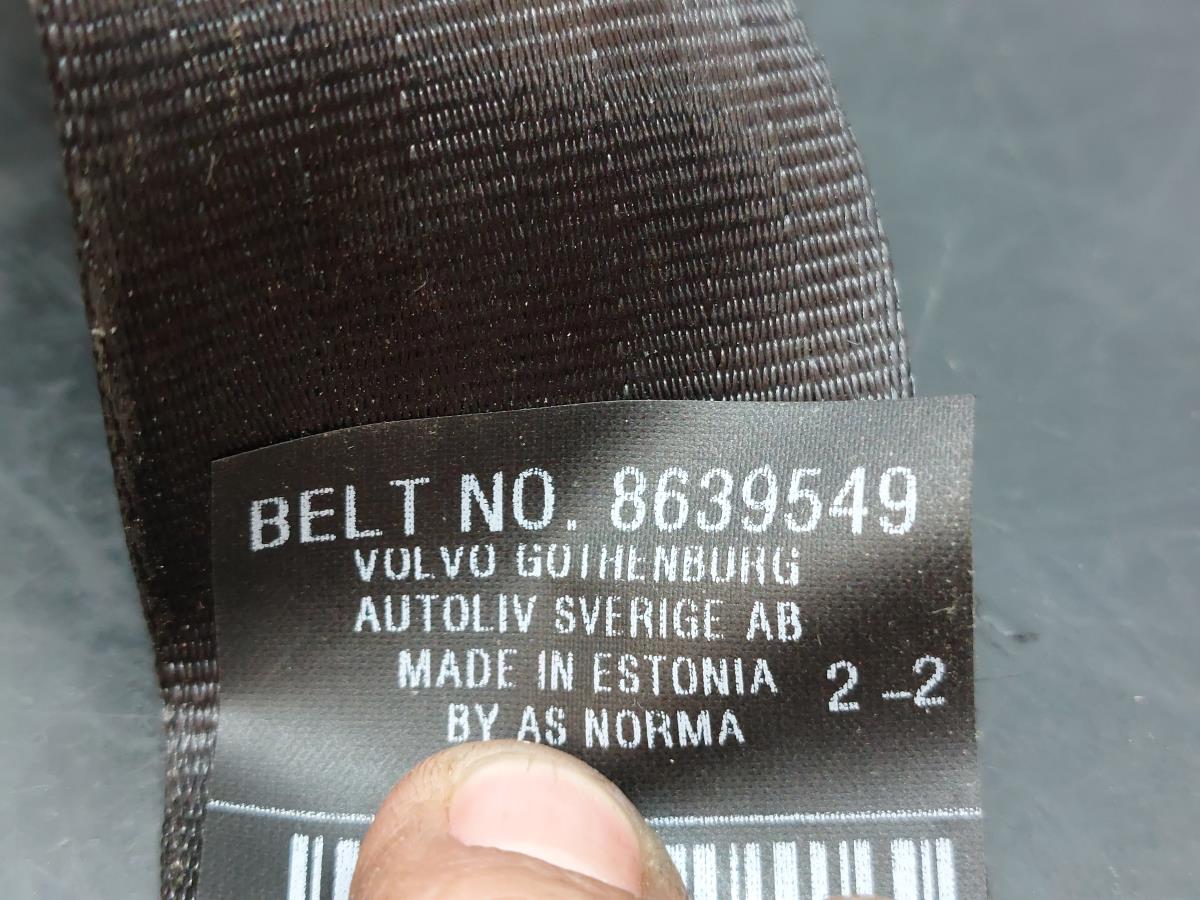 BELT NO. 8639549
VOLVO GOTHENBURG
AUTOLIV SVERIGE AB
MADE IN ESTONIA 2-2
BY AS NORMA